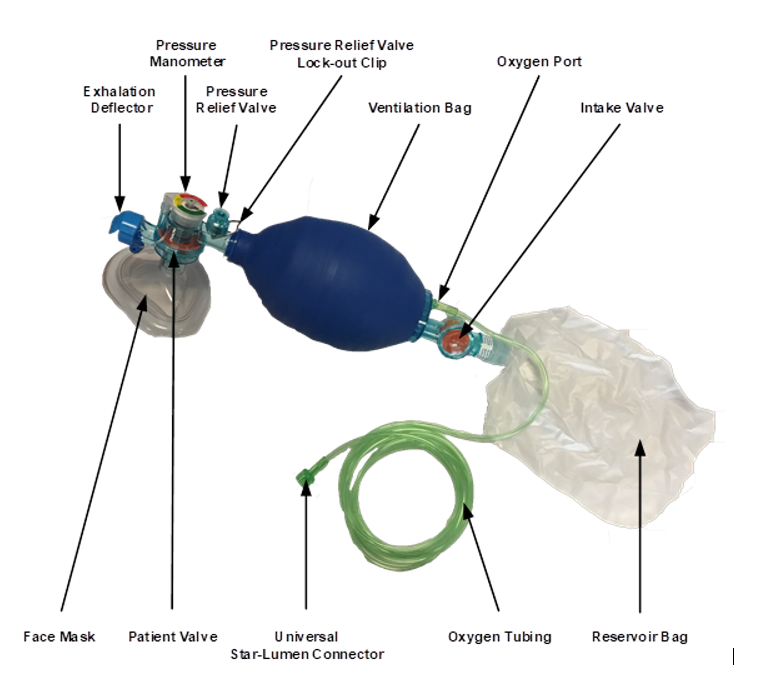 Pressure
Manometer
Pressure Relief Valve
Lock-out Clip
Oxygen Port
Exhalation
Deflector
Pressure
Relief Valve
Ventilation Bag
Intake Valve
Face Mask
Patient Valve
Universal
Star-Lumen Connector
Oxygen Tubing
Reservoir Bag